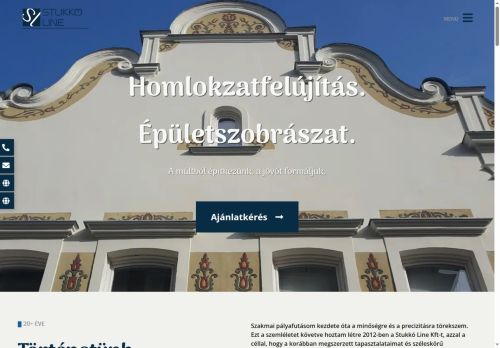 STUKKÓ
LINE
MENÜ
Homlokzatfelújítás.
Épületszobrászat.
A múltból építkezünk, a jövőt formáljuk.
Ajánlatkérés
20+ ÉVE
Történetünk
Szakmai pályafutásom kezdete óta a minőségre és a precizitásra törekszem.
Ezt a szemléletet követve hoztam létre 2012-ben a Stukkó Line Kft-t, azzal a
céllal, hogy a korábban megszerzett tapasztalataimat és széleskörű